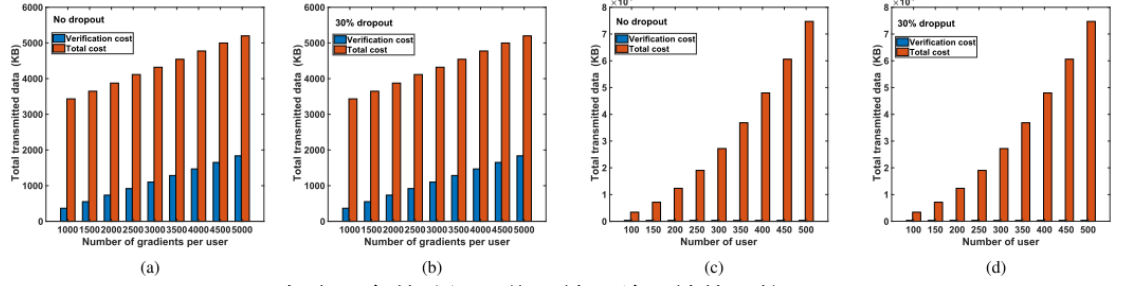 No dropout
Verification cost
Total cost
Total transmitted data (KB)
6000
5000
4000
3000
2000
1000
0
1000 1500 2000 2500 3000 3500 4000 4500 5000
Number of gradients per user
(a)
30% dropout
Verification cost
Total cost
Total transmitted data (KB)
6000
5000
4000
3000
2000
1000
0
1000 1500 2000 2500 3000 3500 4000 4500 5000
Number of gradients per user
(b)
No dropout
Verification cost
Total cost
Total transmitted data (KB)
8
7
6
5
4
3
2
1
0
100 150 200 250 300 350 400 450 500
Number of user
(c)
30% dropput
Verification cost
Total cost
Total transmitted data (KB)
8
7
6
5
4
3
2
1
0
100 150 200 250 300 350 400 450 500
Number of user
(d)